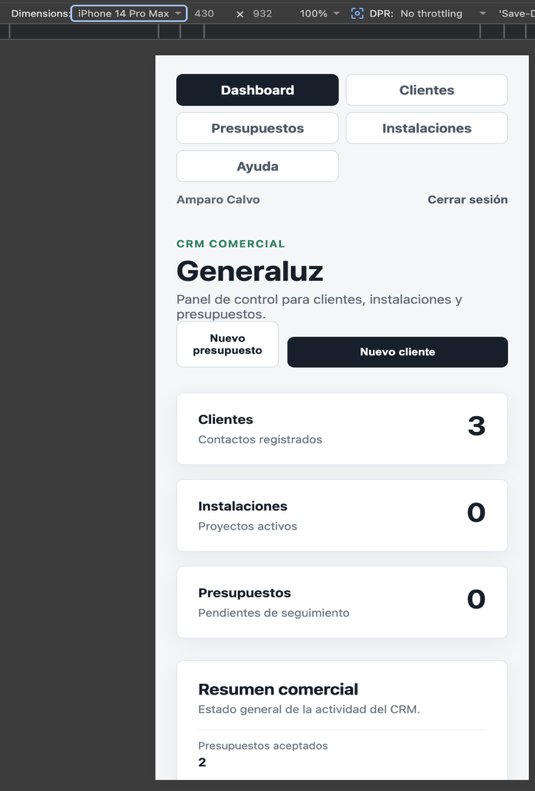 Dimensions: iPhone 14 Pro Max 430 × 932 100% DPR: No throttling 'Save-D
Dashboard
Clientes
Presupuestos
Instalaciones
Ayuda
Amparo Calvo
Cerrar sesión
CRM COMERCIAL
Generaluz
Panel de control para clientes, instalaciones y
presupuestos.
Nuevo
presupuesto
Nuevo cliente
Clientes
Contactos registrados
3
Instalaciones
Proyectos activos
0
Presupuestos
Pendientes de seguimiento
0
Resumen comercial
Estado general de la actividad del CRM.
Presupuestos aceptados
2